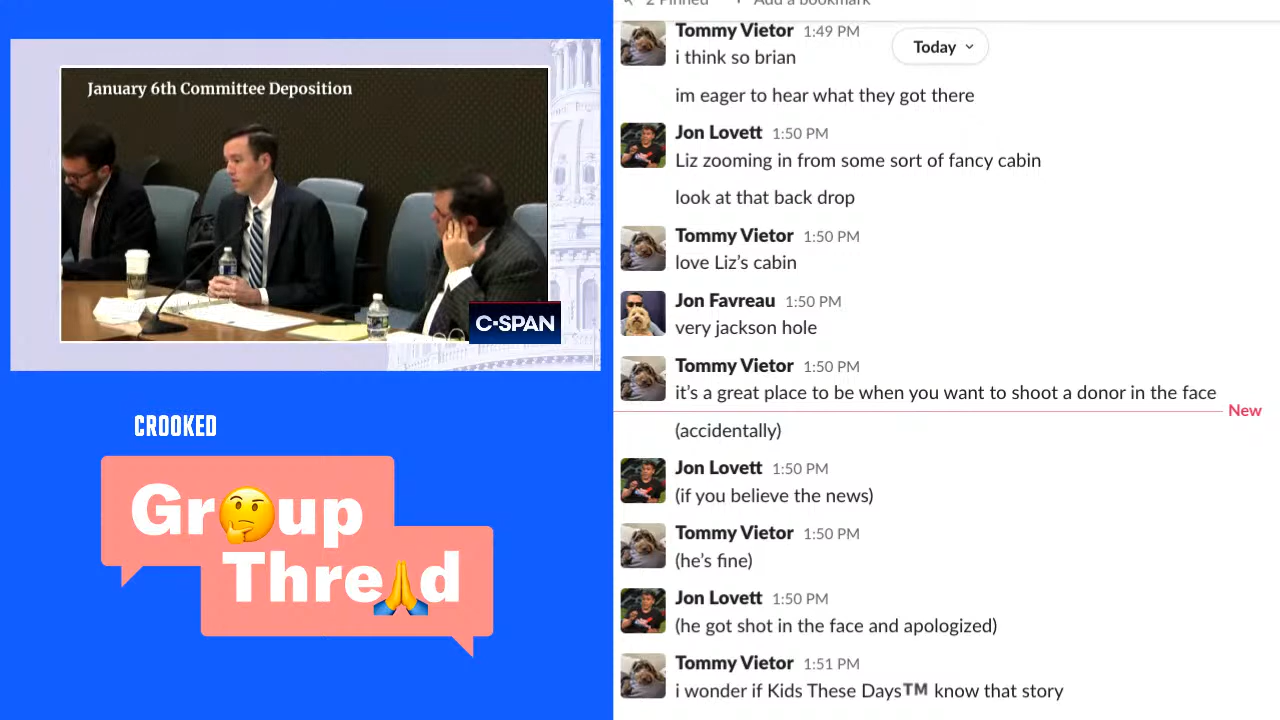 January 6th Committee Deposition
C-SPAN
CROOKED
Gr🤔up
Thre🙏d
2 Pinned + Add a bookmark
Today
Tommy Vietor 1:49 PM
i think so brian
im eager to hear what they got there
Jon Lovett 1:50 PM
Liz zooming in from some sort of fancy cabin
look at that back drop
Tommy Vietor 1:50 PM
love Liz's cabin
Jon Favreau 1:50 PM
very jackson hole
Tommy Vietor 1:50 PM
it's a great place to be when you want to shoot a donor in the face
New
(accidentally)
Jon Lovett 1:50 PM
(if you believe the news)
Tommy Vietor 1:50 PM
(he's fine)
Jon Lovett 1:50 PM
(he got shot in the face and apologized)
Tommy Vietor 1:51 PM
i wonder if Kids These Days™ know that story